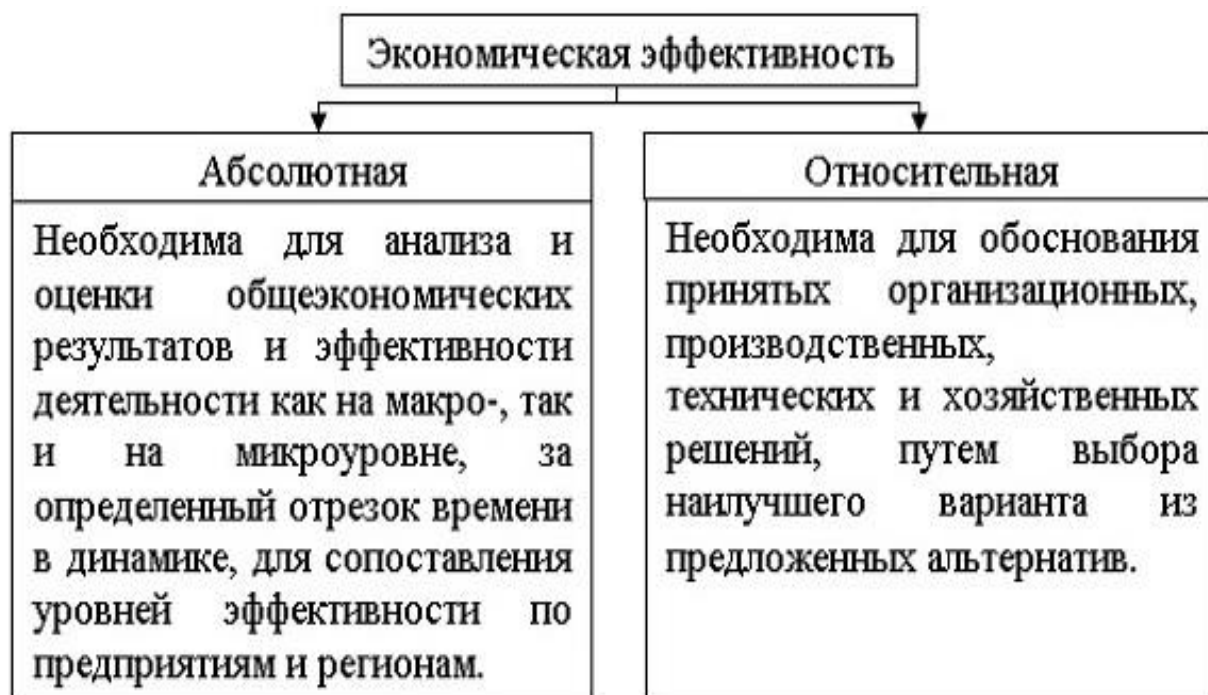 Экономическая эффективность
Абсолютная
Необходима для анализа и
оценки общеэкономических
результатов и эффективности
деятельности как на макро-, так
и на микроуровне, за
определенный отрезок времени
в динамике, для сопоставления
уровней эффективности по
предприятиям и регионам.
Относительная
Необходима для обоснования
принятых организационных,
производственных,
технических и хозяйственных
решений, путем выбора
наилучшего варианта из
предложенных альтернатив.